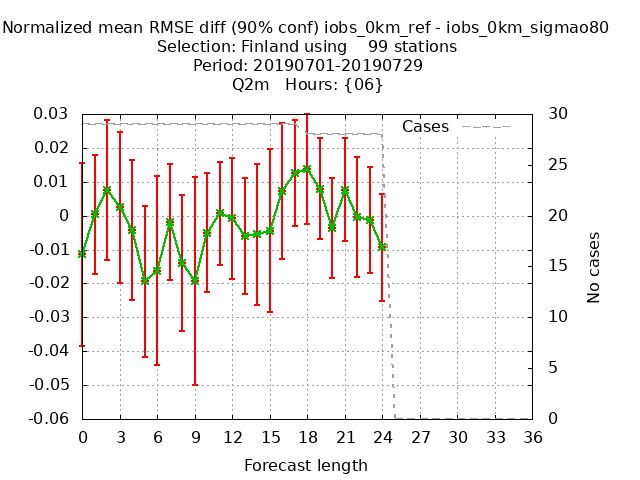 Normalized mean RMSE diff (90% conf) iobs_0km_ref - iobs_0km_sigmao80
Selection: Finland using    99 stations
Period: 20190701-20190729
Q2m   Hours: {06}
Cases
0.03
0.02
0.01
0
-0.01
-0.02
-0.03
-0.04
-0.05
-0.06
30
25
20
15
10
5
0
No cases
0 3 6 9 12 15 18 21 24 27 30 33 36
Forecast length